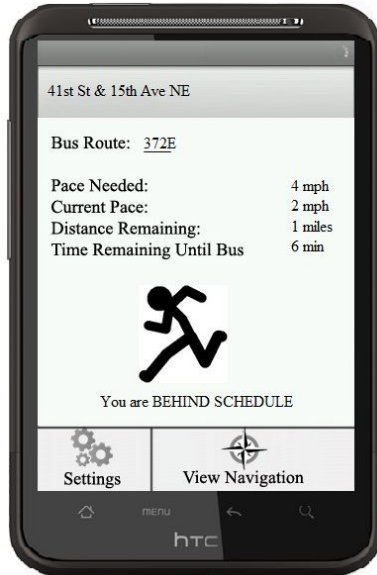 41st St & 15th Ave NE
Bus Route: 372E
Pace Needed: 4 mph
Current Pace: 2 mph
Distance Remaining: 1 miles
Time Remaining Until Bus 6 min
You are BEHIND SCHEDULE
Settings View Navigation
MENU
hTC